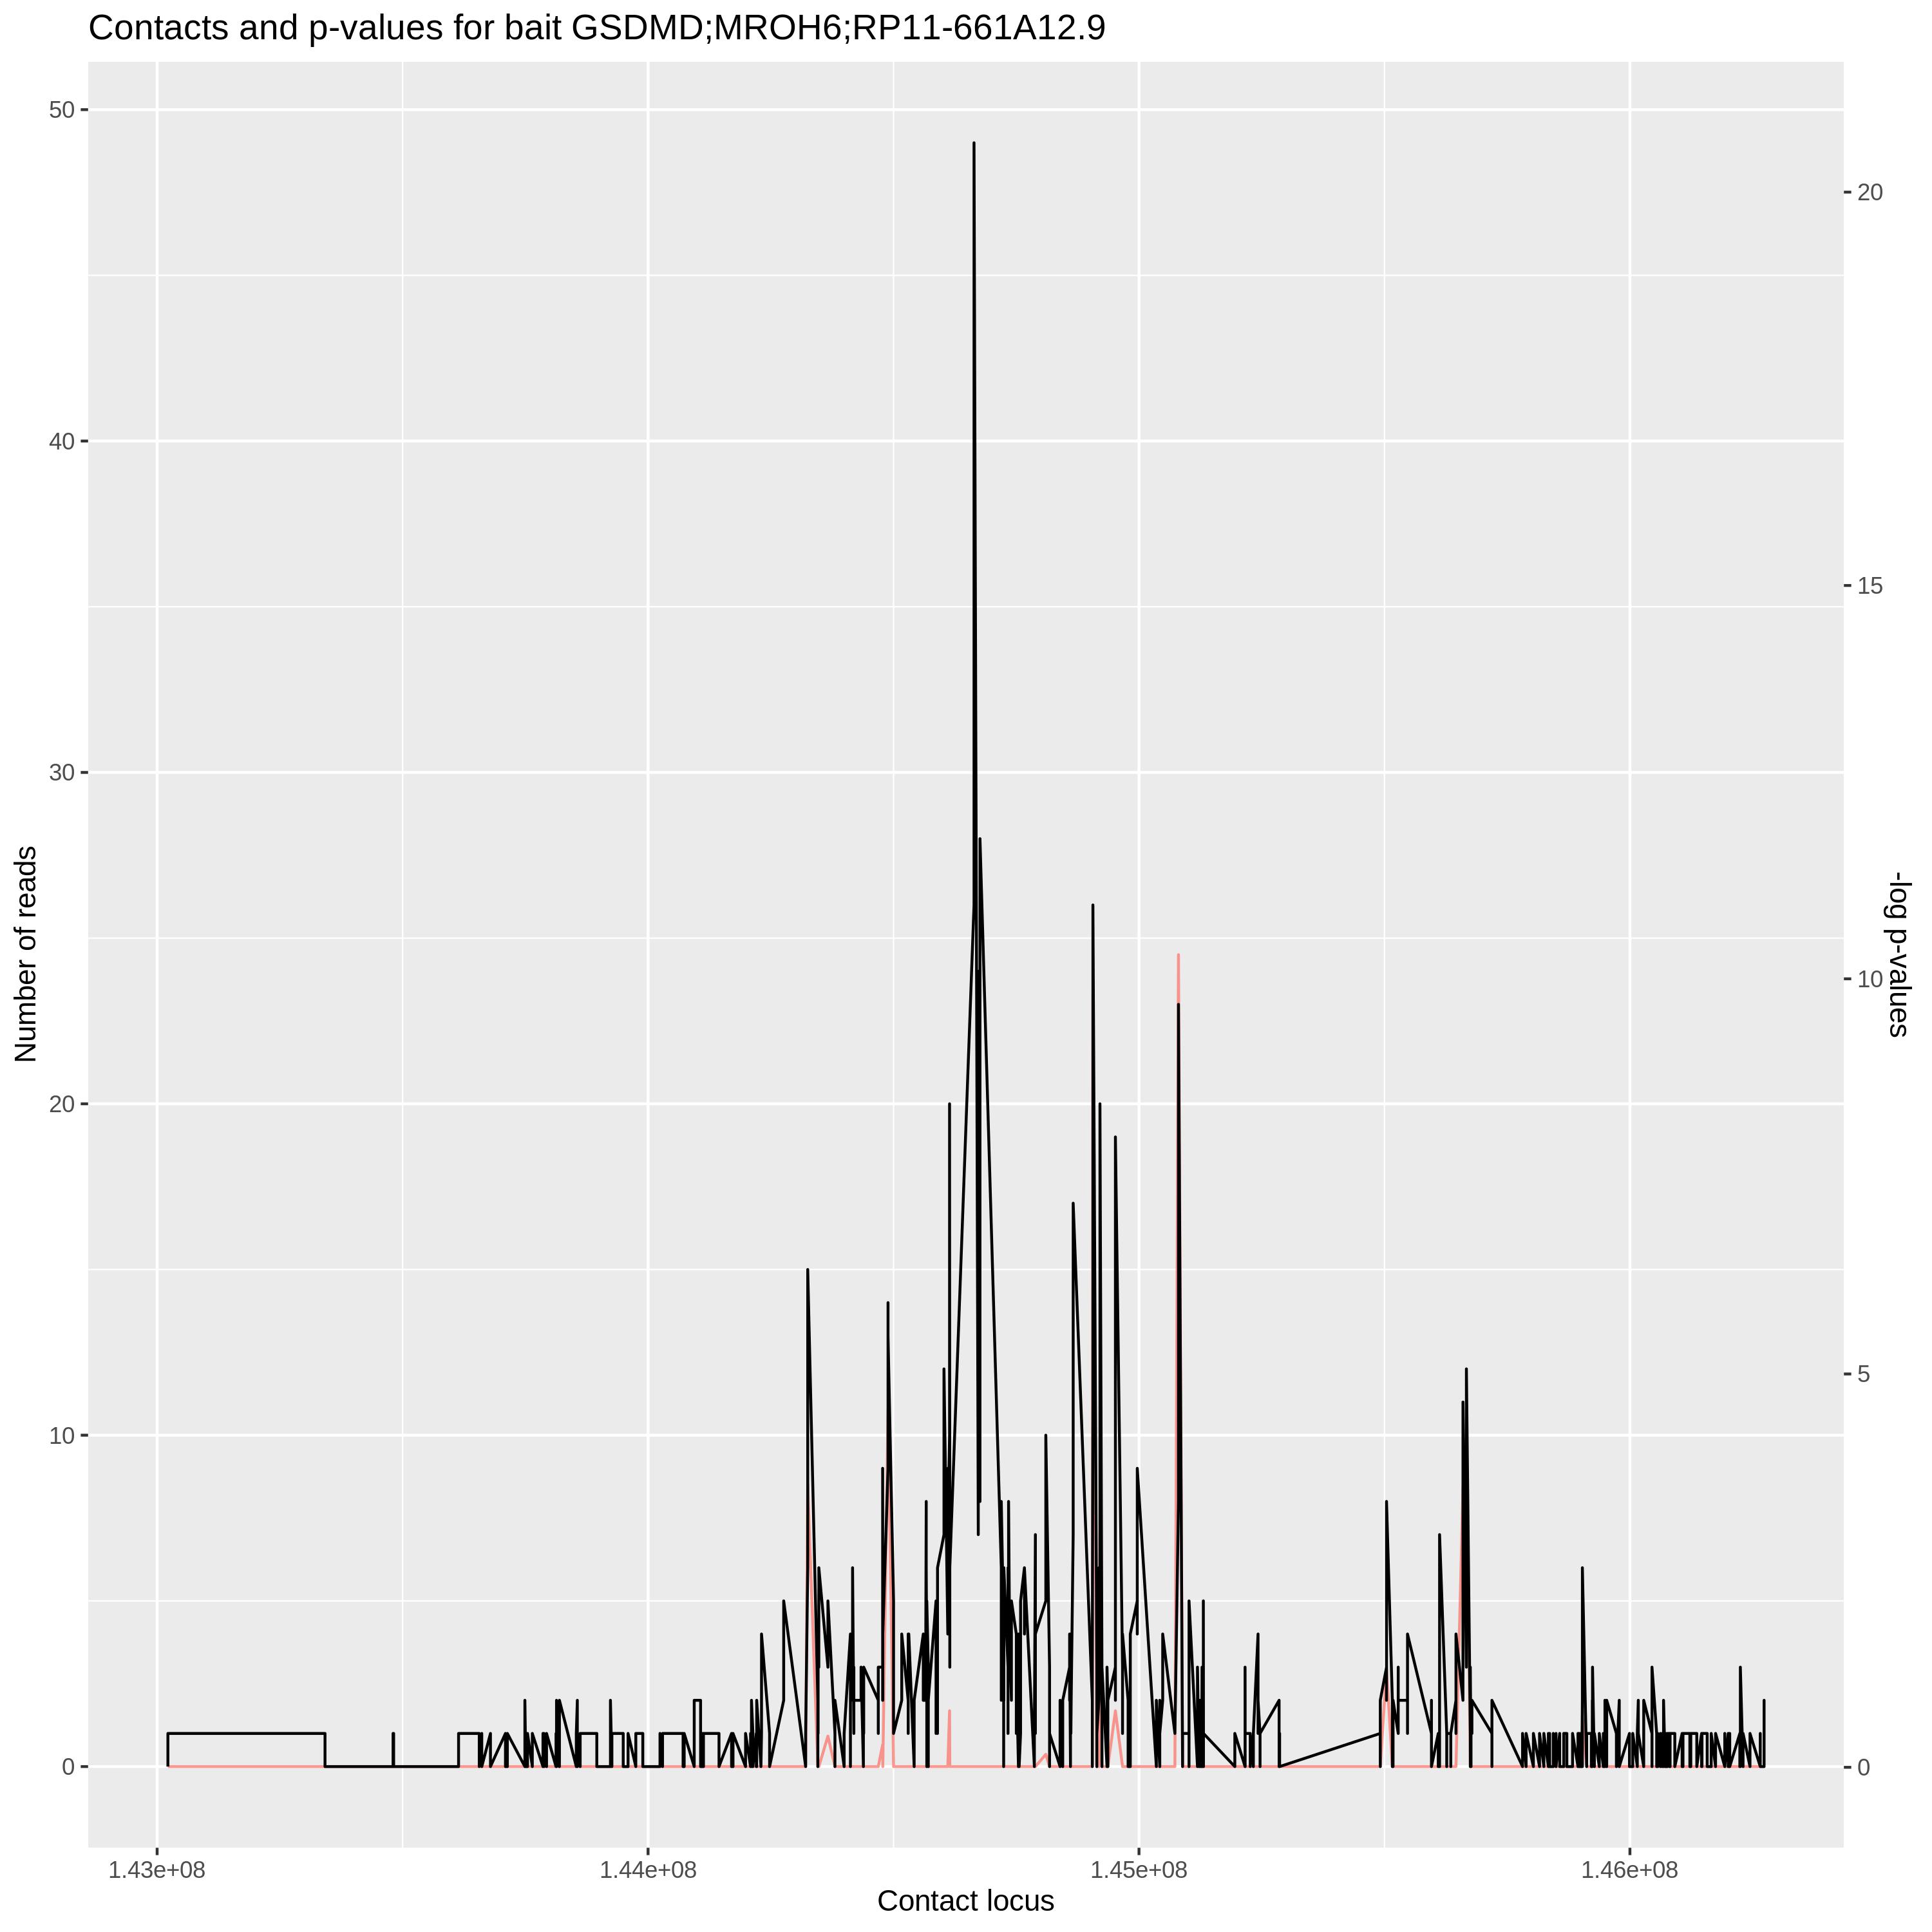 Contacts and p-values for bait GSDMD;MROH6;RP11-661A12.9
50
40
30
20
10
0
Number of reads
20
15
10
5
0
-log p-values
1.43e+08
1.44e+08
1.45e+08
1.46e+08
Contact locus